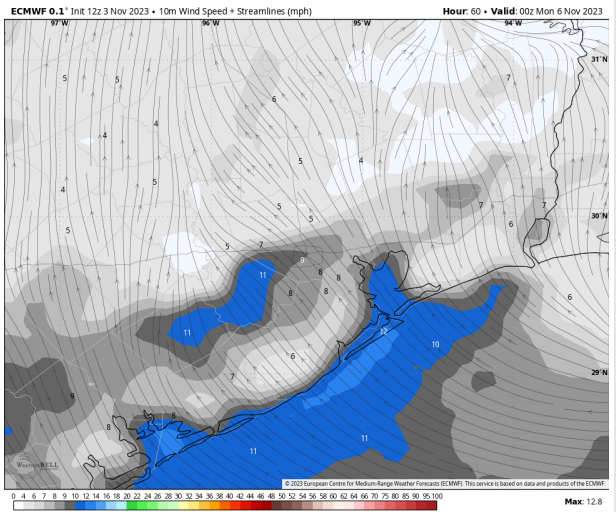 ECMWF 0.1° Init 12z 3 Nov 2023 • 10m Wind Speed + Streamlines (mph)
Hour: 60 • Valid: 00z Mon 6 Nov 2023
97°W 96°W 95°W 94°W
31°N
5 5 7
6
4
4
5 4
5
4
30°N
5 7 7
5 6
5
5 7
9
11 8
8
8 8
6
11 12
10
6
29°N
7
9
8
8
11
11
WeatherBELL
© 2023 European Centre for Medium-Range Weather Forecasts (ECMWF). This service is based on data and products of the ECMWF.
0 4 6 7 8 9 10 12 14 16 18 20 22 24 26 28 30 32 34 36 38 40 42 44 46 48 50 52 54 56 58 60 65 70 75 80 85 90 95 100
Max: 12.8